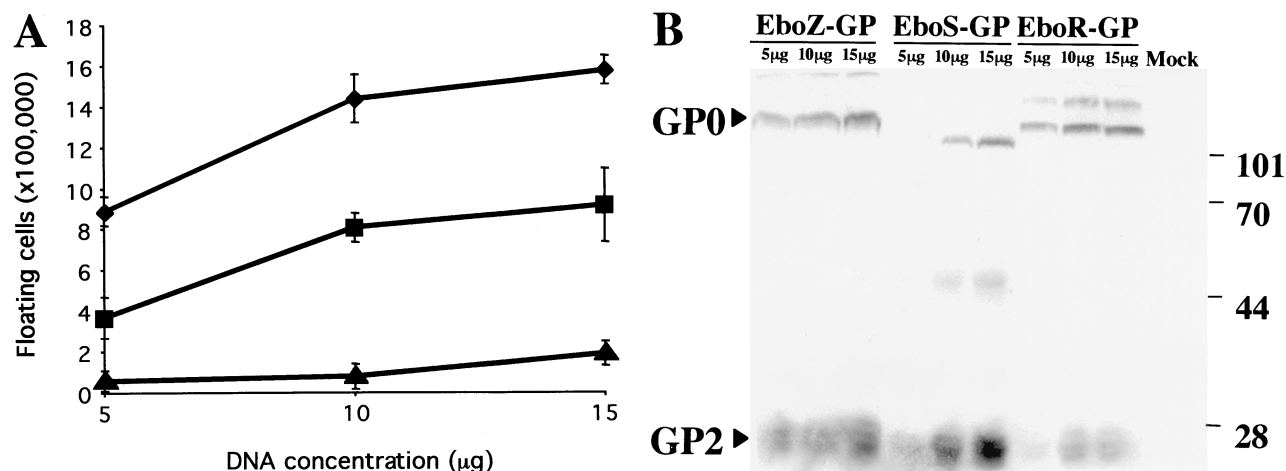 A
Floating cells (x100,000)
18
16
14
12
10
8
6
4
2
0
5 10 15
DNA concentration (µg)
B
EboZ-GP EboS-GP EboR-GP
5µg 10µg 15µg 5µg 10µg 15µg 5µg 10µg 15µg Mock
GP0
101
70
44
28
GP2